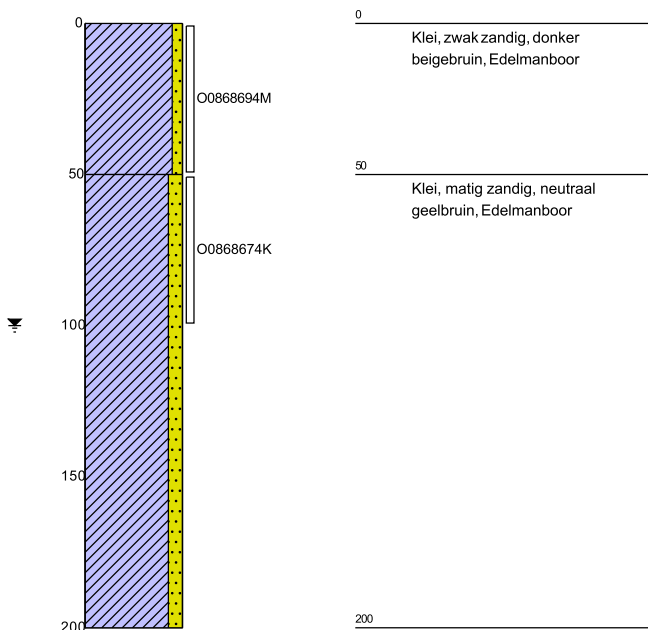 0
O0868694M
50
O0868674K
100
150
200
0
Klei, zwak zandig, donker
beigebruin, Edelmanboor
50
Klei, matig zandig, neutraal
geelbruin, Edelmanboor
200